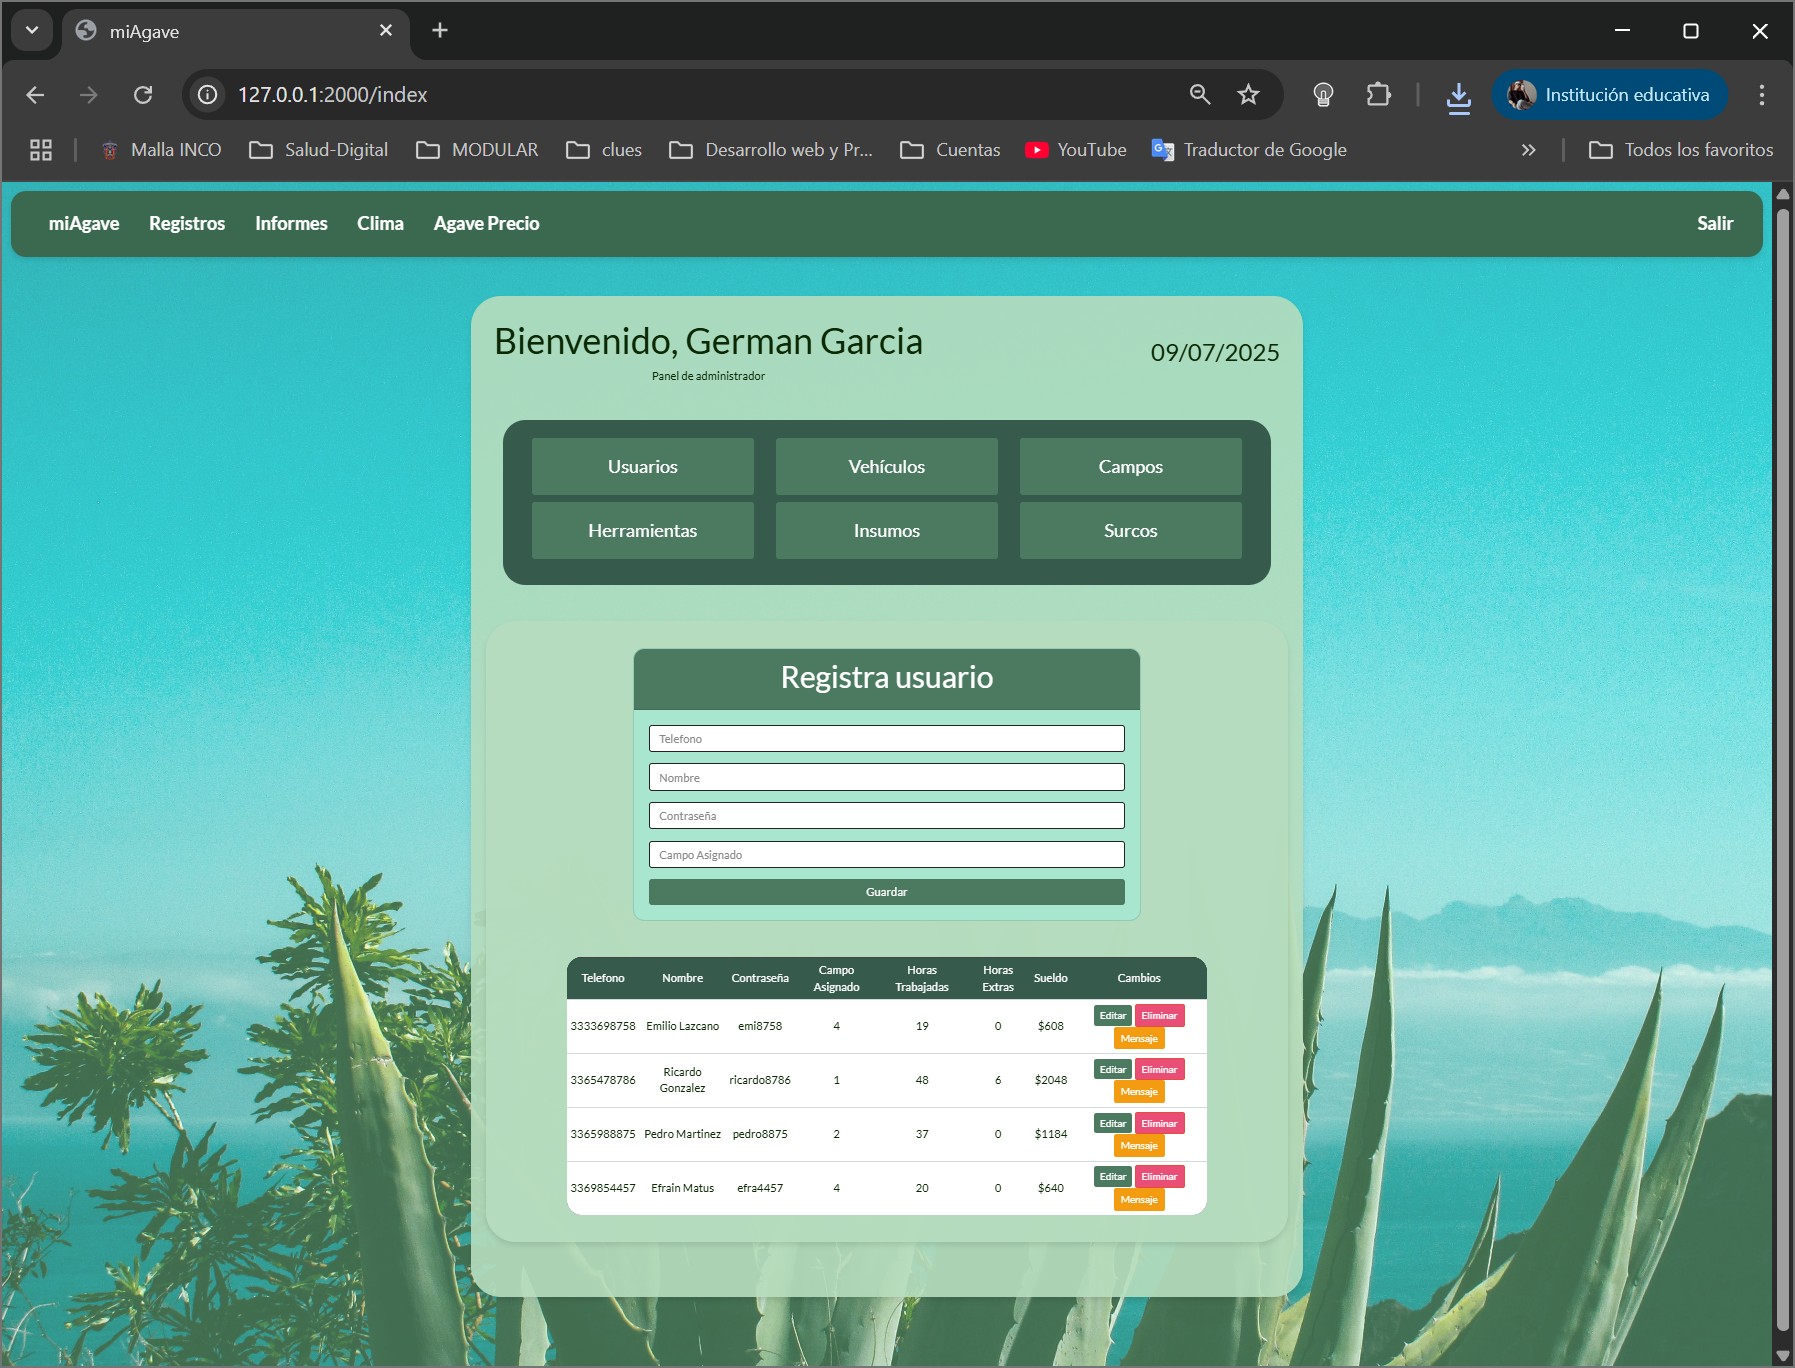 miAgave
127.0.0.1:2000/index
Institución educativa
Malla INCO
Salud-Digital
MODULAR
clues
Desarrollo web y Pr...
Cuentas
YouTube
Traductor de Google
Todos los favoritos
miAgave Registros Informes Clima Agave Precio Salir
Bienvenido, German Garcia
09/07/2025
Panel de administrador
Usuarios Vehículos Campos
Herramientas Insumos Surcos
Registra usuario
Telefono
Nombre
Contraseña
Campo Asignado
Guardar
Telefono Nombre Contraseña Campo Asignado Horas Trabajadas Horas Extras Sueldo Cambios
3333698758 Emilio Lazcano emi8758 4 19 0 $608 Editar Eliminar Mensaje
3365478786 Ricardo Gonzalez ricardo8786 1 48 6 $2048 Editar Eliminar Mensaje
3365988875 Pedro Martinez pedro8875 2 37 0 $1184 Editar Eliminar Mensaje
3369854457 Efrain Matus efra4457 4 20 0 $640 Editar Eliminar Mensaje